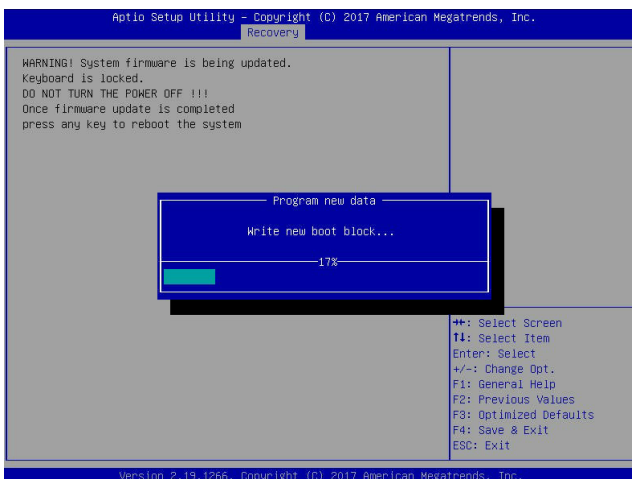 Aptio Setup Utility – Copyright (C) 2017 American Megatrends, Inc.
Recovery
WARNING! System firmware is being updated.
Keyboard is locked.
DO NOT TURN THE POWER OFF !!!
Once firmware update is completed
press any key to reboot the system
Program new data
Write new boot block...
17%
→←: Select Screen
↑↓: Select Item
Enter: Select
+/-: Change Opt.
F1: General Help
F2: Previous Values
F3: Optimized Defaults
F4: Save & Exit
ESC: Exit
Version 2.19.1266. Copyright (C) 2017 American Megatrends, Inc.